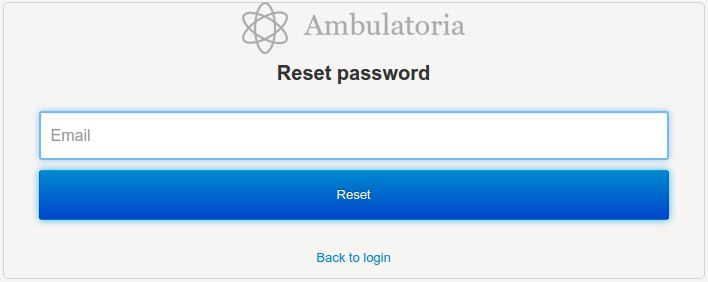 Ambulatoria
Reset password
Email
Reset
Back to login